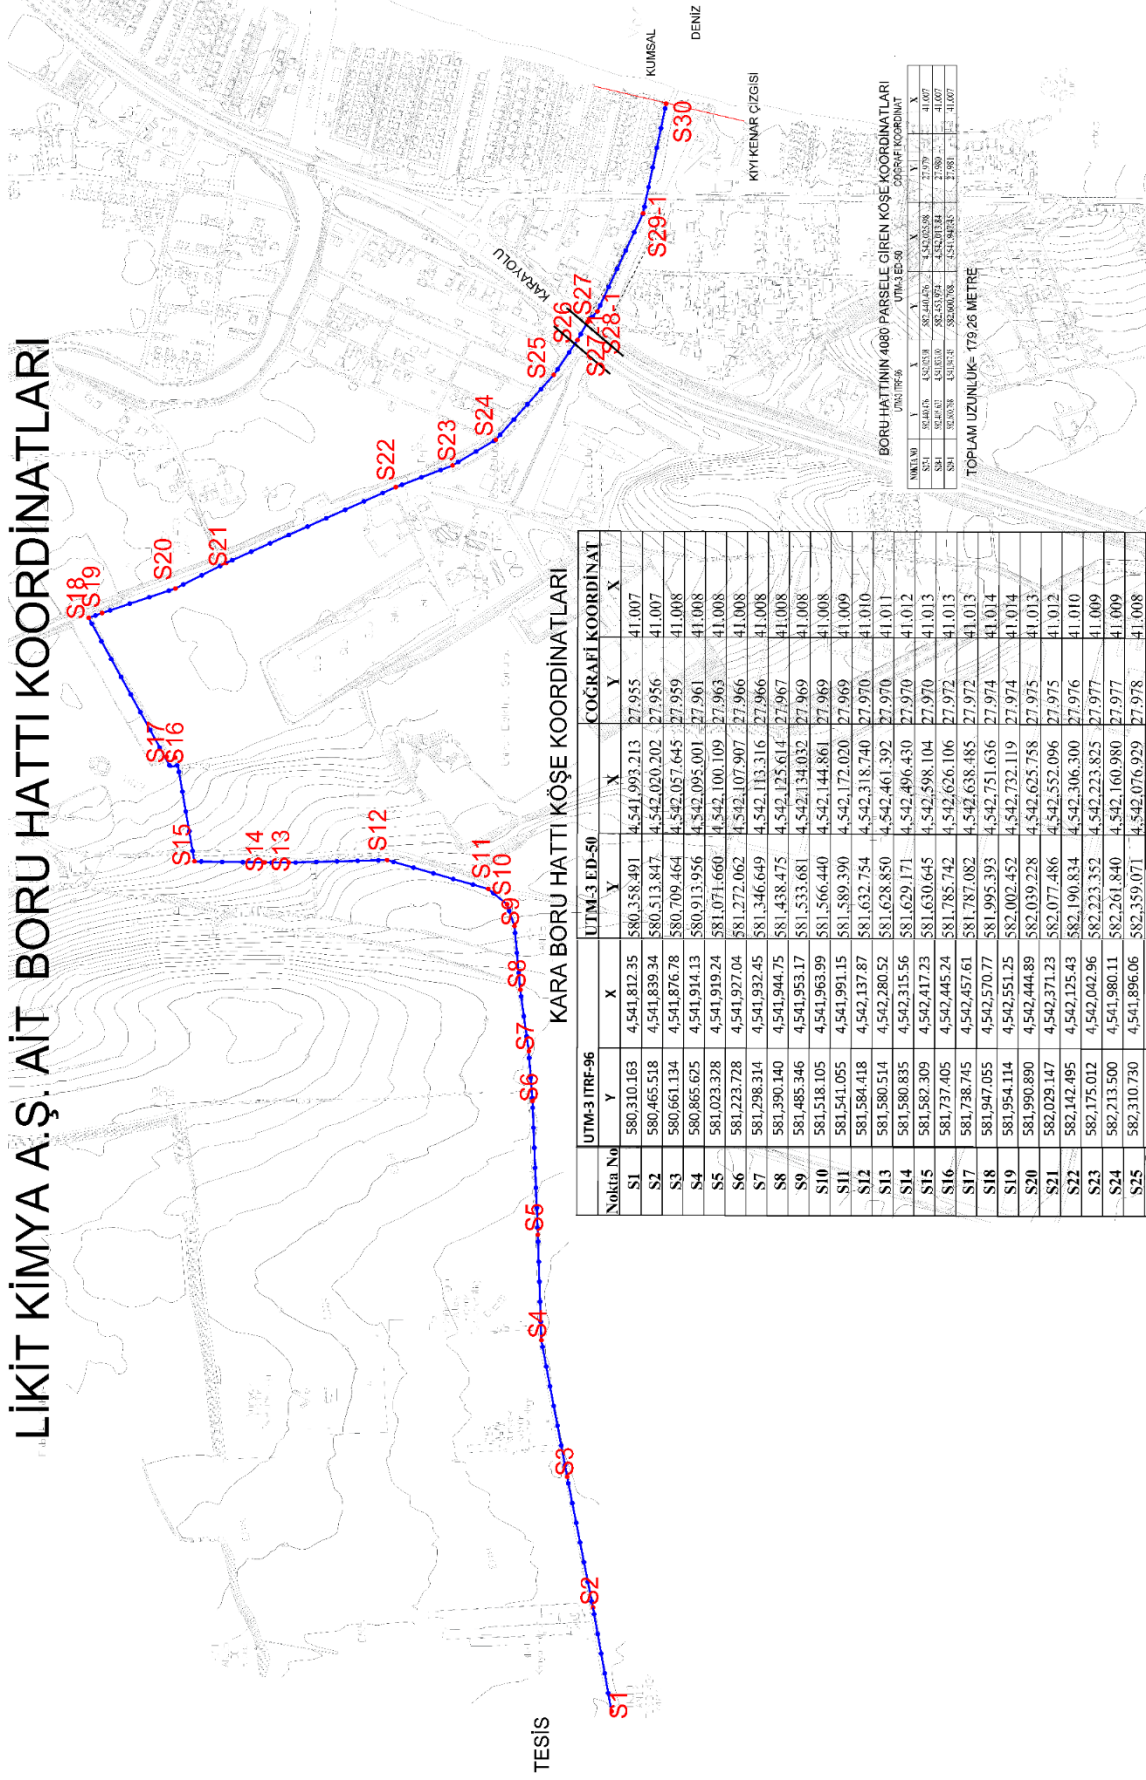 LİKİT KİMYA A.Ş. AİT BORU HATTI KOORDİNATLARI
TESİS
S1
S2
S3
S4
S5
S6
S7
S8
S9
S10
S11
S12
S13
S14
S15
S16
S17
S18
S19
S20
S21
S22
S23
S24
S25
S26
S27
S28-1
S29-1
S30
KARAYOLU
KUMSAL
DENİZ
KIYI KENAR ÇİZGİSİ
KARA BORU HATTI KÖŞE KOORDİNATLARI
UTM-3 ITRF-96 UTM-3 ED-50 COĞRAFİ KOORDİNAT
Nokta No Y X Y X Y X
S1 580,310.163 4,541,812.35 580,358.491 4,541,993.213 27.955 41.007
S2 580,465.518 4,541,839.34 580,513.847 4,542,020.202 27.956 41.007
S3 580,661.134 4,541,876.78 580,709.464 4,542,057.645 27.959 41.008
S4 580,865.625 4,541,914.13 580,913.956 4,542,095.001 27.961 41.008
S5 581,023.328 4,541,919.24 581,071.660 4,542,100.109 27.963 41.008
S6 581,223.728 4,541,927.04 581,272.062 4,542,107.907 27.966 41.008
S7 581,298.314 4,541,932.45 581,346.649 4,542,113.316 27.966 41.008
S8 581,390.140 4,541,944.75 581,438.475 4,542,125.614 27.967 41.008
S9 581,485.346 4,541,953.17 581,533.681 4,542,134.032 27.969 41.008
S10 581,518.105 4,541,963.99 581,566.440 4,542,144.861 27.969 41.008
S11 581,541.055 4,541,991.15 581,589.390 4,542,172.020 27.969 41.009
S12 581,584.418 4,542,137.87 581,632.754 4,542,318.740 27.970 41.010
S13 581,580.514 4,542,280.52 581,628.850 4,542,461.392 27.970 41.011
S14 581,580.835 4,542,315.56 581,629.171 4,542,496.430 27.970 41.012
S15 581,582.309 4,542,417.23 581,630.645 4,542,598.104 27.970 41.013
S16 581,737.405 4,542,445.24 581,785.742 4,542,626.106 27.972 41.013
S17 581,738.745 4,542,457.61 581,787.082 4,542,638.485 27.972 41.013
S18 581,947.055 4,542,570.77 581,995.393 4,542,751.636 27.974 41.014
S19 581,954.114 4,542,551.25 582,002.452 4,542,732.119 27.974 41.014
S20 581,990.890 4,542,444.89 582,039.228 4,542,625.758 27.975 41.013
S21 582,029.147 4,542,371.23 582,077.486 4,542,552.096 27.975 41.012
S22 582,142.495 4,542,125.43 582,190.834 4,542,306.300 27.976 41.010
S23 582,175.012 4,542,042.96 582,223.352 4,542,223.825 27.977 41.009
S24 582,213.500 4,541,980.11 582,261.840 4,542,160.980 27.977 41.009
S25 582,310.730 4,541,896.06 582,359.071 4,542,076.929 27.978 41.008
BORU HATTININ 4080 PARSELE GİREN KÖŞE KOORDİNATLARI
UTM-3 ITRF-96 UTM-3 ED-50 COĞRAFİ KOORDİNAT
NOKTA NO Y X Y X Y X
27.979 41.007
27.980 41.007
27.981 41.007
TOPLAM UZUNLUK= 179.26 METRE